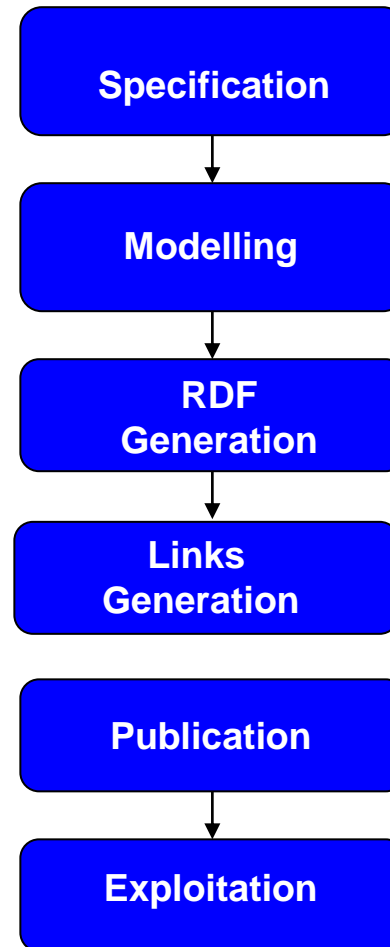 Specification
Modelling
RDF
Generation
Links
Generation
Publication
Exploitation